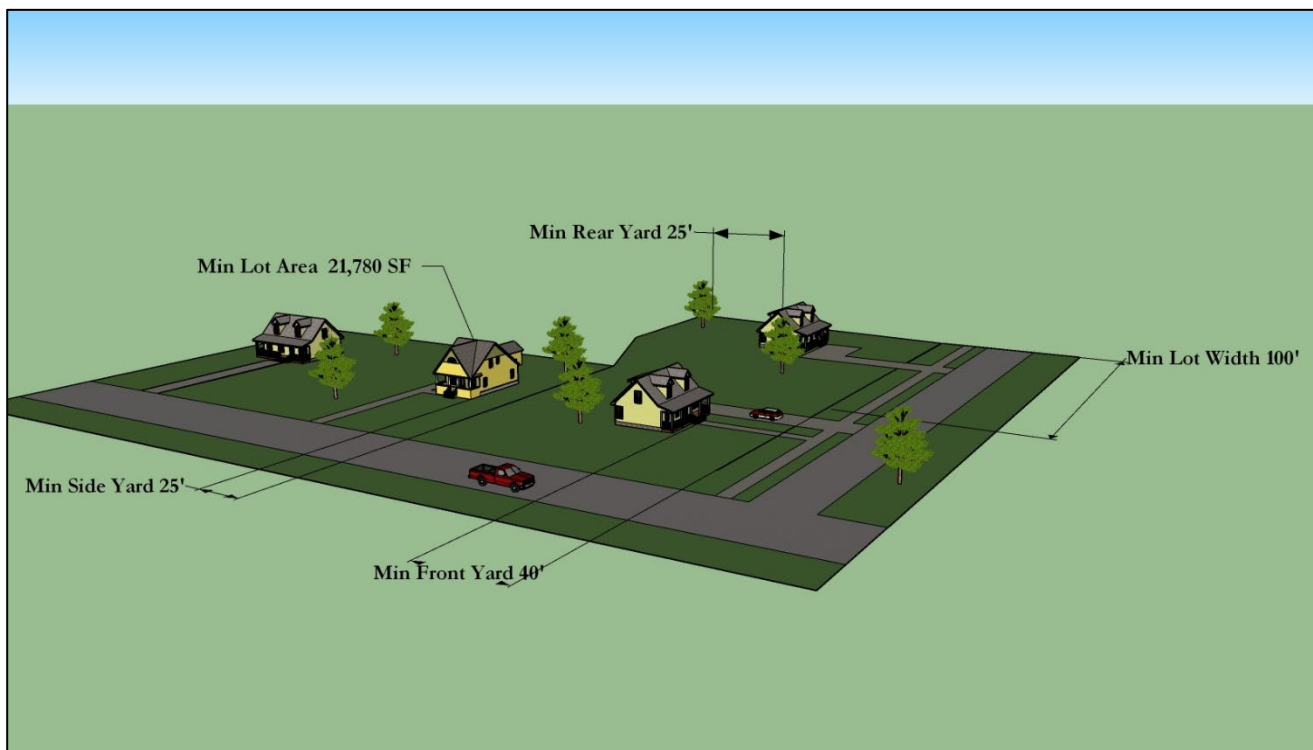 Min Rear Yard 25'
Min Lot Area 21,780 SF
Min Lot Width 100'
Min Side Yard 25'
Min Front Yard 40'